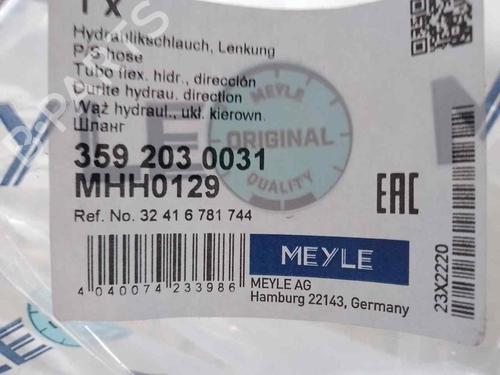 1 x
Hydraulikschlauch, Lenkung
P/S hose
Tubo flex. hidr., dirección
Durite hydrau. direction
Wąż hydraul., ukł. kierown.
Шланг
MEYLE
ORIGINAL
QUALITY
359 203 0031
MHH0129
EAC
Ref. No. 32 41 6 781 744
4 040074 233986
MEYLE
MEYLE AG
Hamburg 22143, Germany
23X2220